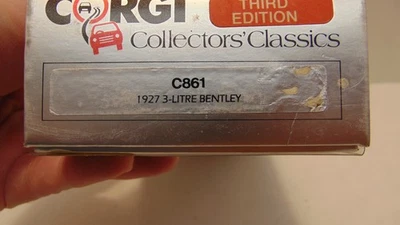 CORGI
THIRD
EDITION
Collectors' Classics
C861
1927 3-LITRE BENTLEY